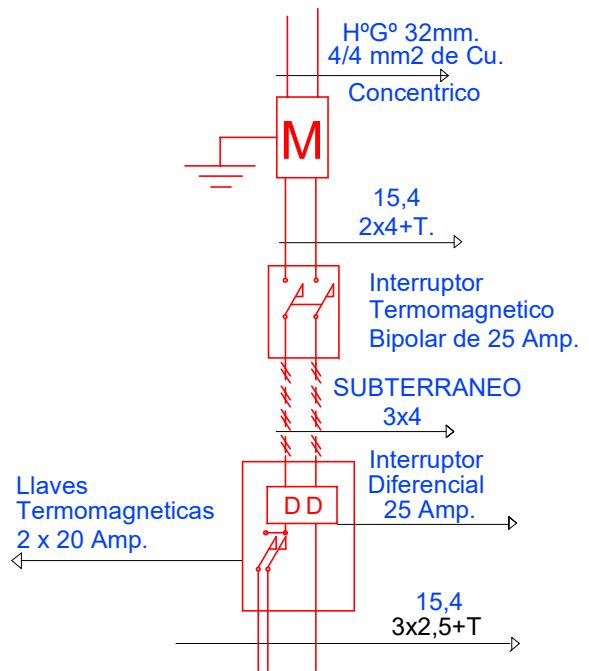 HºGº 32mm.
4/4 mm2 de Cu.
Concentrico
M
15,4
2x4+T.
Interruptor
Termomagnetico
Bipolar de 25 Amp.
SUBTERRANEO
3x4
Interruptor
Diferencial
25 Amp.
D D
Llaves
Termomagneticas
2 x 20 Amp.
15,4
3x2,5+T